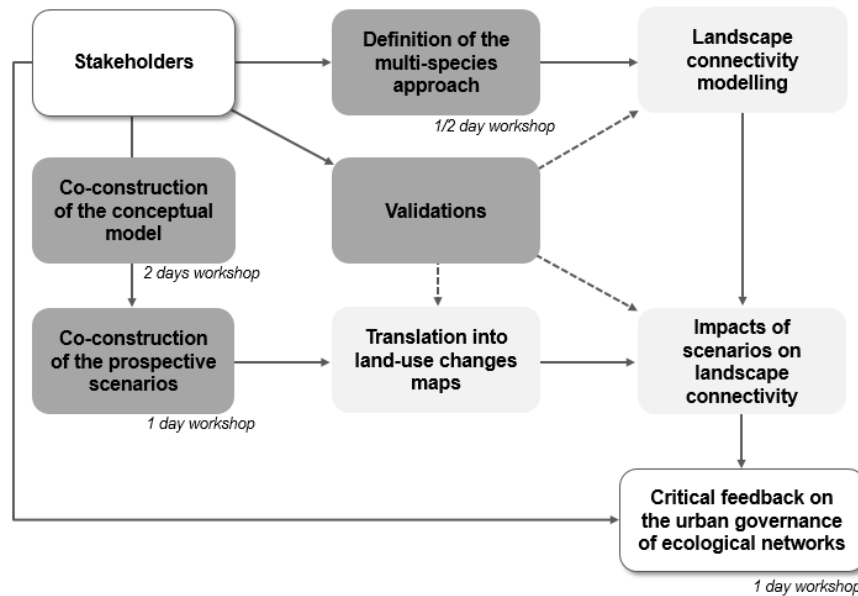 Stakeholders
Definition of the
multi-species
approach
1/2 day workshop
Landscape
connectivity
modelling
Co-construction
of the conceptual
model
2 days workshop
Validations
Co-construction
of the prospective
scenarios
1 day workshop
Translation into
land-use changes
maps
Impacts of
scenarios on
landscape
connectivity
Critical feedback on
the urban governance
of ecological networks
1 day workshop